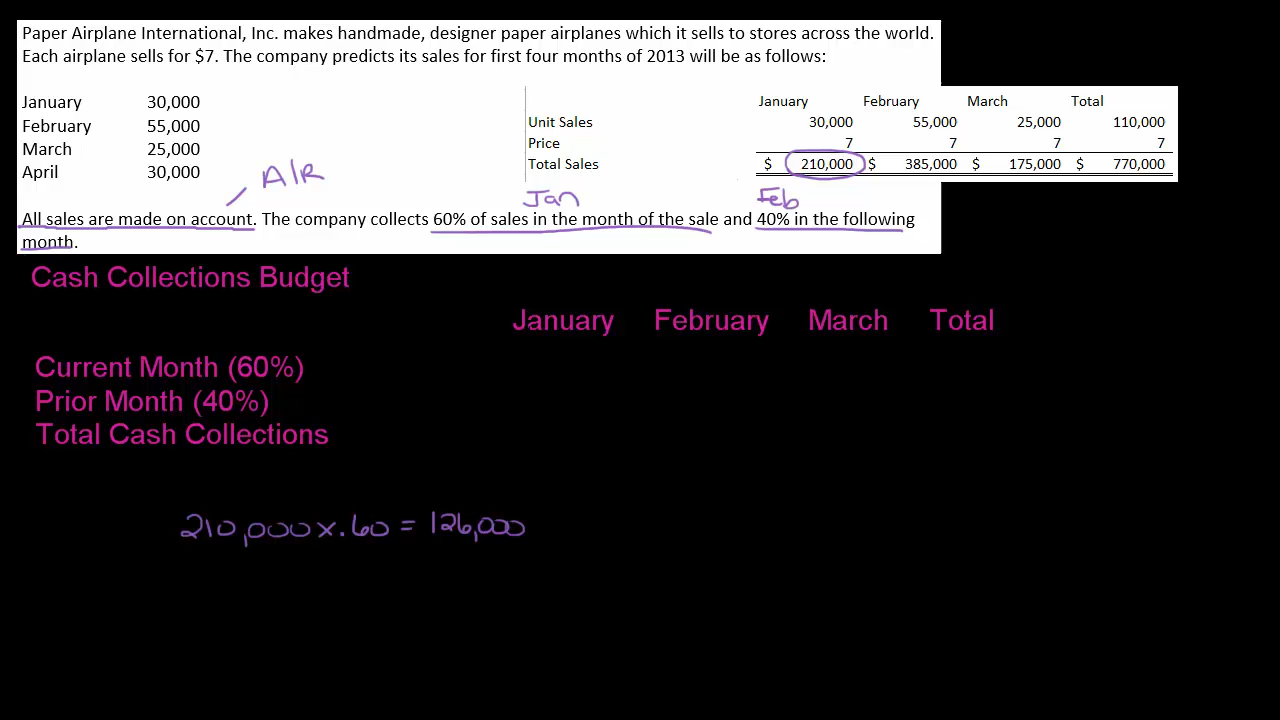 Paper Airplane International, Inc. makes handmade, designer paper airplanes which it sells to stores across the world.
Each airplane sells for $7. The company predicts its sales for first four months of 2013 will be as follows:
January 30,000
February 55,000
March 25,000
April 30,000
A/R
January February March Total
Unit Sales 30,000 55,000 25,000 110,000
Price 7 7 7 7
Total Sales $ 210,000 $ 385,000 $ 175,000 $ 770,000
Jan Feb
All sales are made on account. The company collects 60% of sales in the month of the sale and 40% in the following
month.
Cash Collections Budget
January February March Total
Current Month (60%)
Prior Month (40%)
Total Cash Collections
210,000 x .60 = 126,000